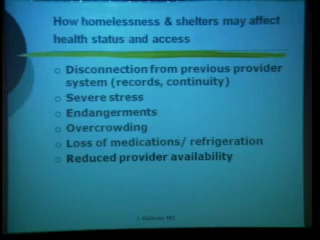 How homelessness & shelters may affect
health status and access
Disconnection from previous provider
system (records, continuity)
Severe stress
Endangerments
Overcrowding
Loss of medications/ refrigeration
Reduced provider availability